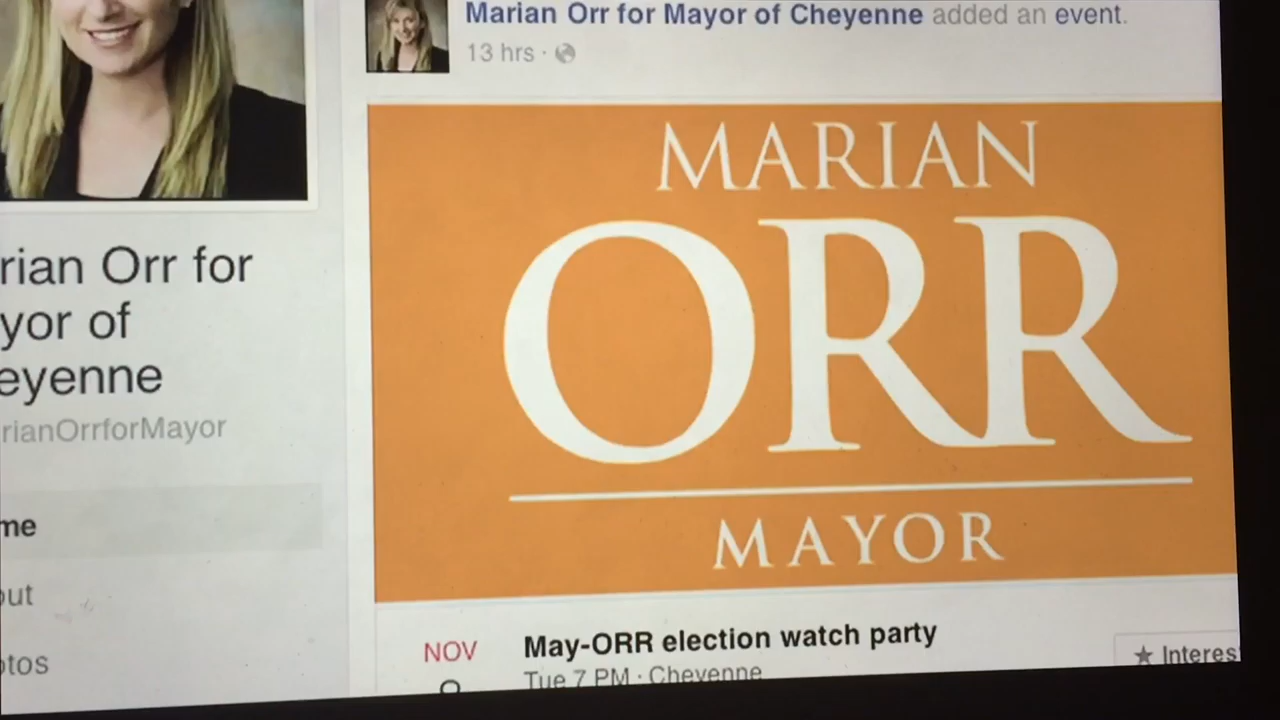 Marian Orr for Mayor of Cheyenne added an event.
13 hrs ·
MARIAN
ORR
MAYOR
rian Orr for
yor of
eyenne
rianOrrforMayor
me
out
otos
NOV
May-ORR election watch party
Tue 7 PM · Cheyenne
★ Interes